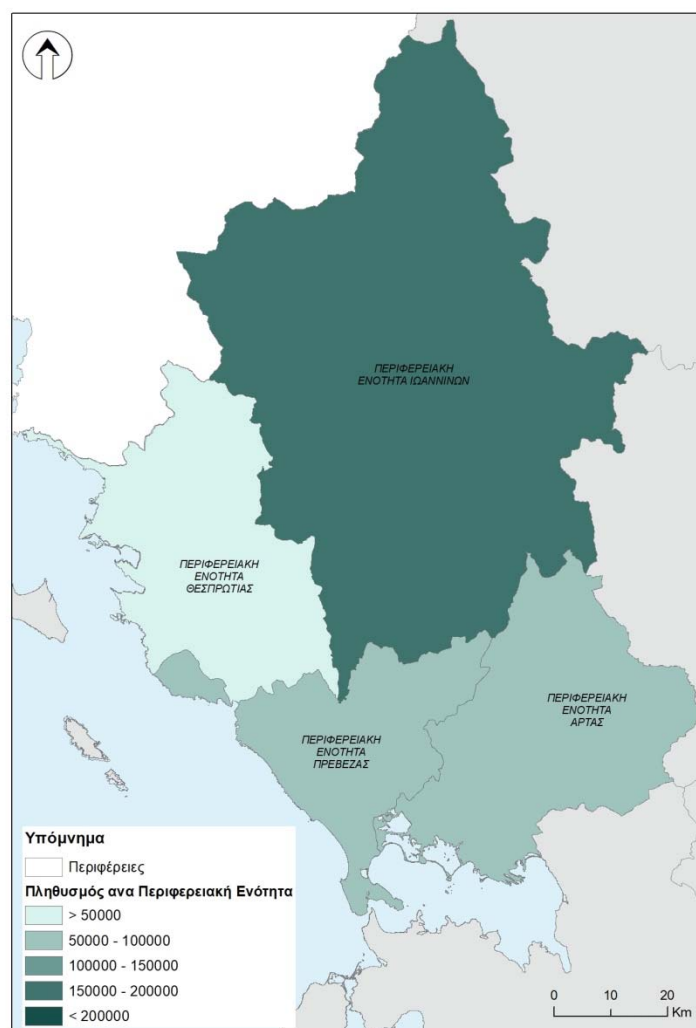 ΠΕΡΙΦΕΡΕΙΑΚΗ
ΕΝΟΤΗΤΑ ΙΩΑΝΝΙΝΩΝ
ΠΕΡΙΦΕΡΕΙΑΚΗ
ΕΝΟΤΗΤΑ
ΘΕΣΠΡΩΤΙΑΣ
ΠΕΡΙΦΕΡΕΙΑΚΗ
ΕΝΟΤΗΤΑ
ΑΡΤΑΣ
ΠΕΡΙΦΕΡΕΙΑΚΗ
ΕΝΟΤΗΤΑ
ΠΡΕΒΕΖΑΣ
Υπόμνημα
Περιφέρειες
Πληθυσμός ανα Περιφερειακή Ενότητα
> 50000
50000 - 100000
100000 - 150000
150000 - 200000
< 200000
0 10 20
Km